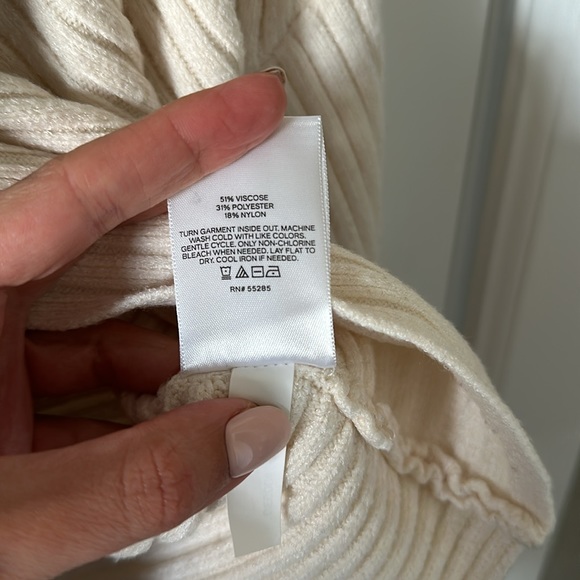 51% VISCOSE
31% POLYESTER
18% NYLON
TURN GARMENT INSIDE OUT. MACHINE
WASH COLD WITH LIKE COLORS.
GENTLE CYCLE. ONLY NON-CHLORINE
BLEACH WHEN NEEDED. LAY FLAT TO
DRY. COOL IRON IF NEEDED.
RN# 55285